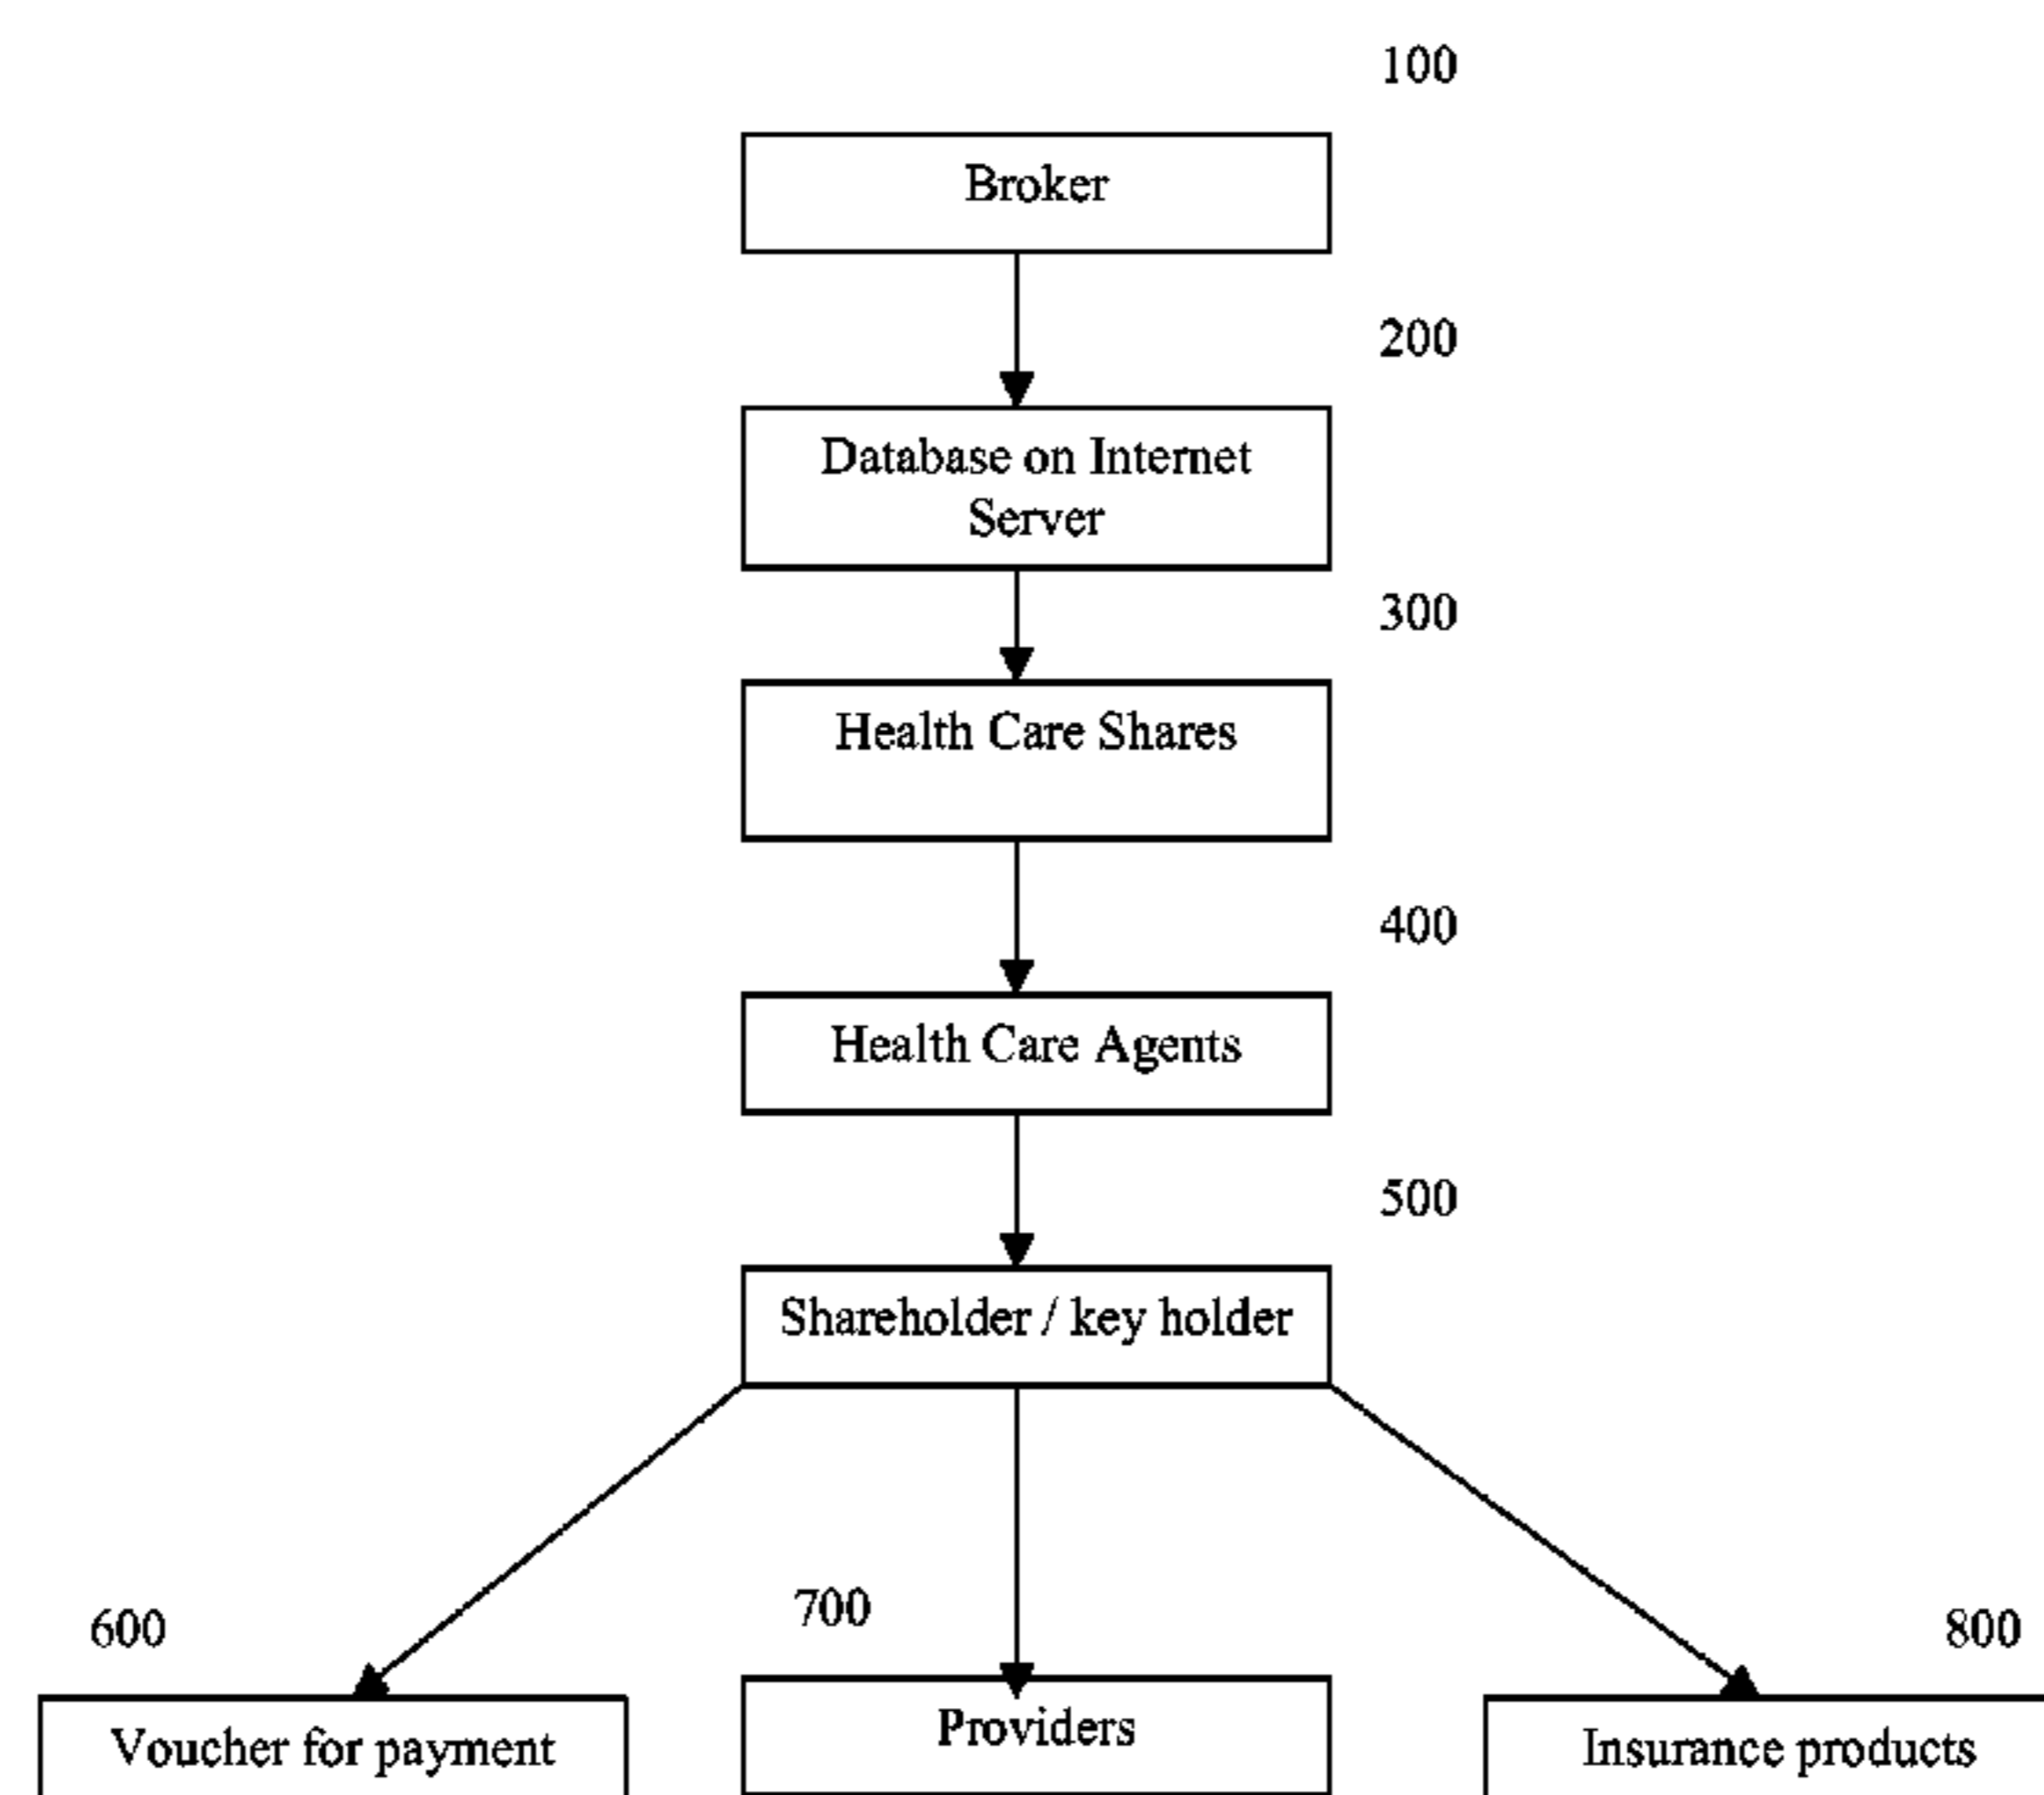 100
Broker
200
Database on Internet
Server
300
Health Care Shares
400
Health Care Agents
500
Shareholder / key holder
600
700
800
Voucher for payment
Providers
Insurance products